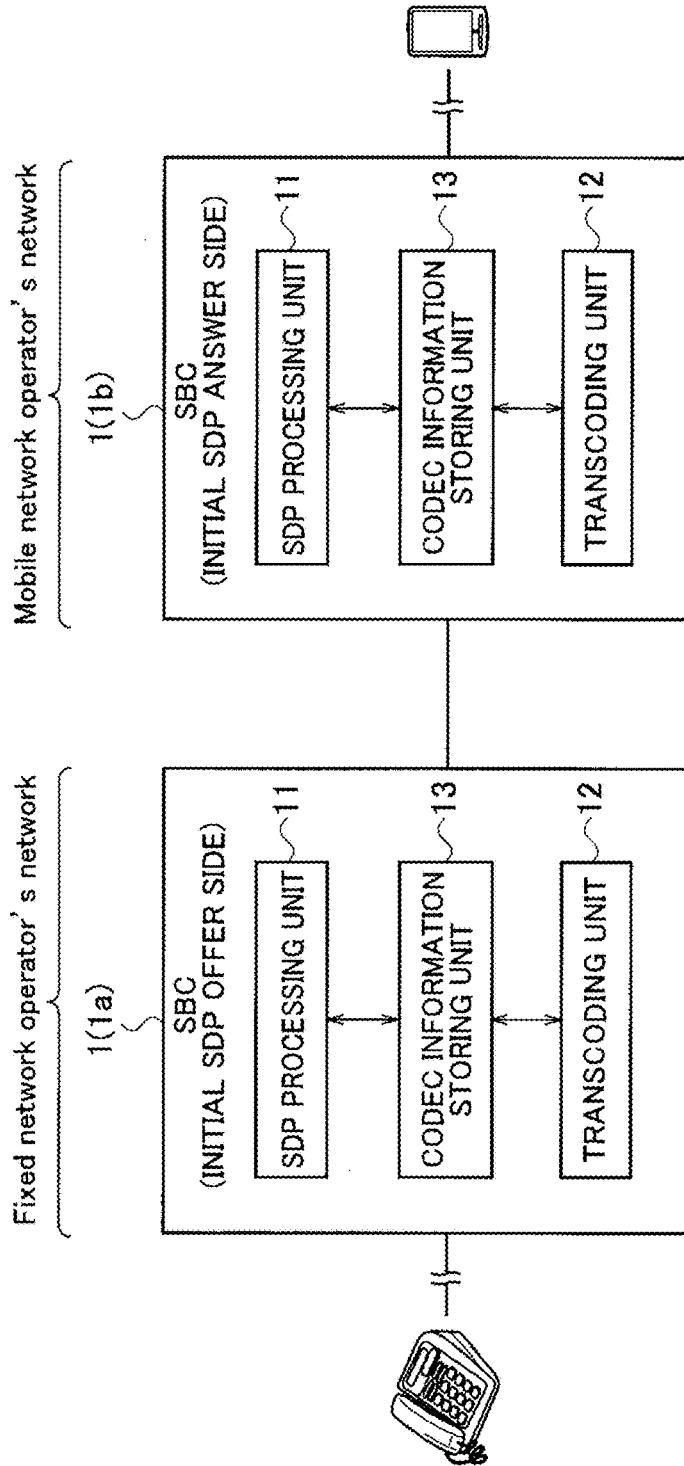 Fixed network operator's network
1(1a)
SBC
(INITIAL SDP OFFER SIDE)
11
SDP PROCESSING UNIT
13
CODEC INFORMATION
STORING UNIT
12
TRANSCODING UNIT
Mobile network operator's network
1(1b)
SBC
(INITIAL SDP ANSWER SIDE)
11
SDP PROCESSING UNIT
13
CODEC INFORMATION
STORING UNIT
12
TRANSCODING UNIT